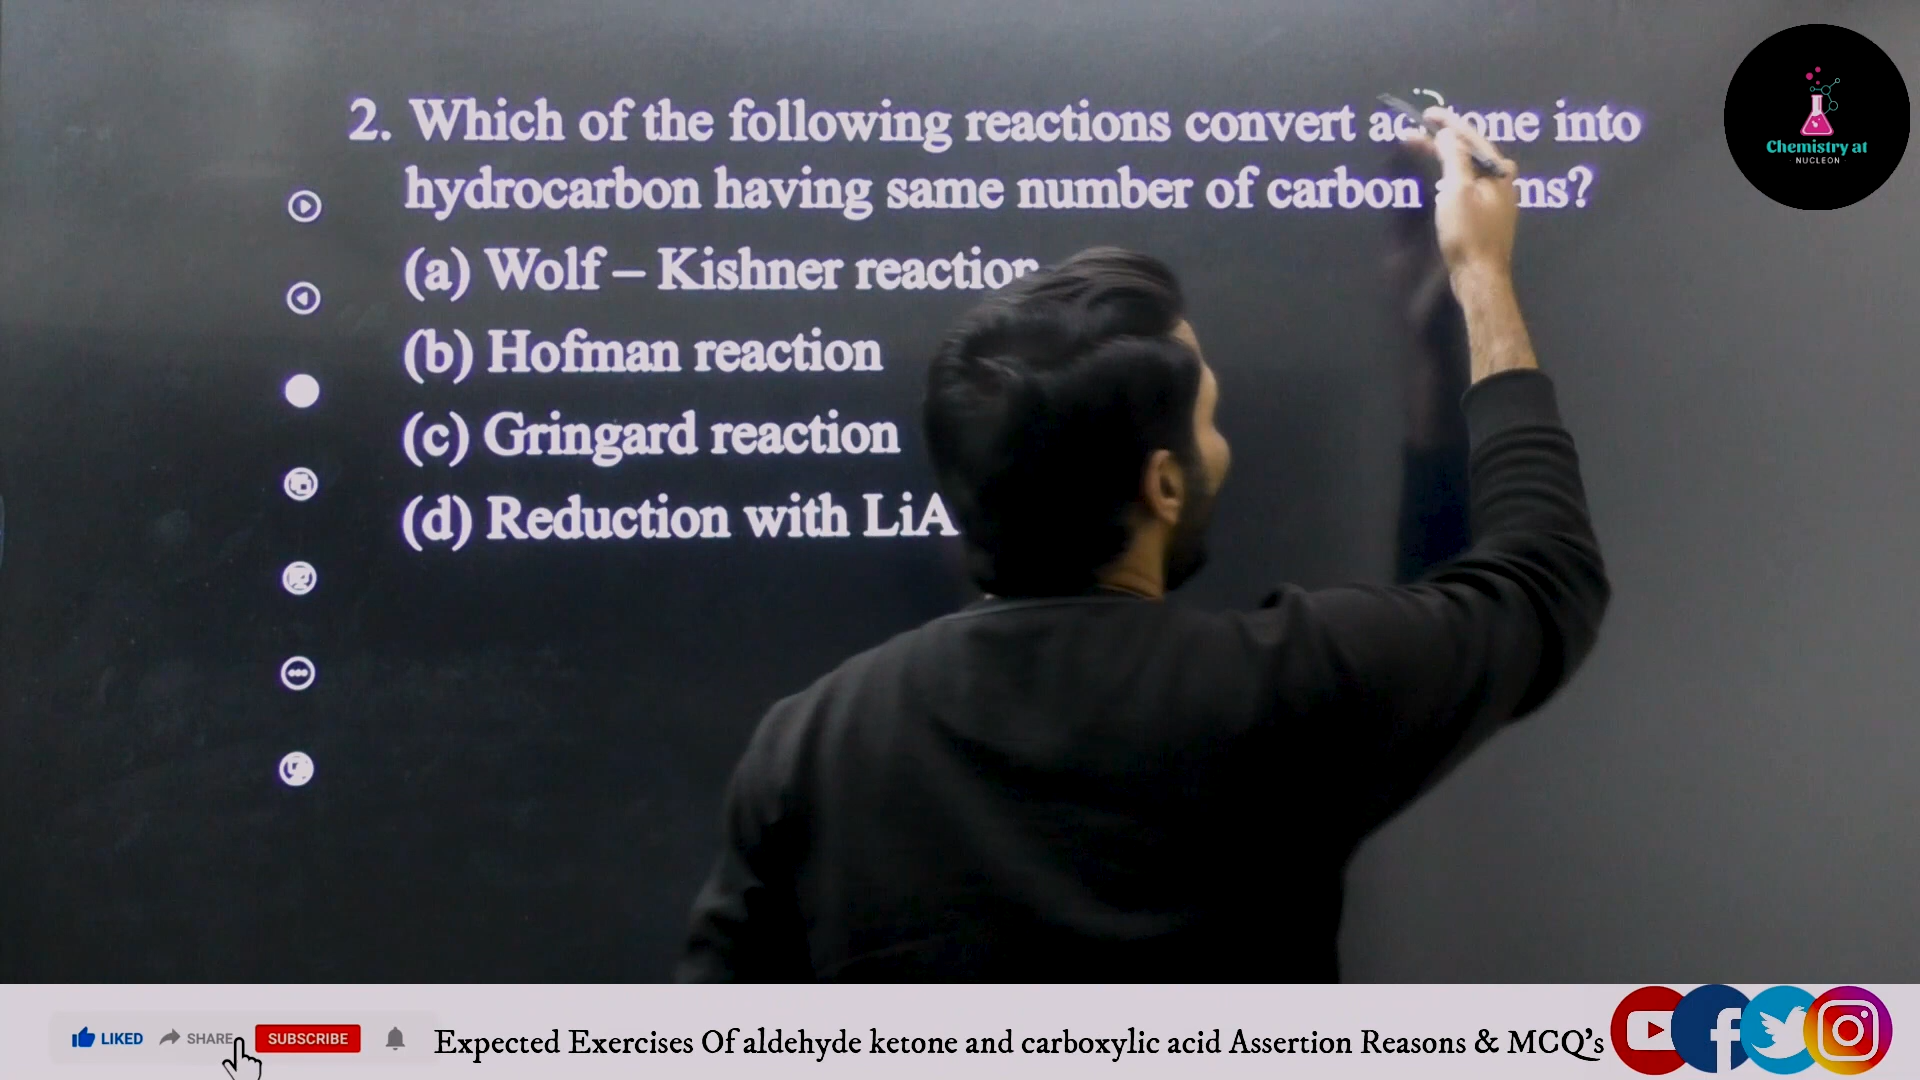 2. Which of the following reactions convert into
hydrocarbon having same number of carbon
(a) Wolf – Kishner
(b) Hofman reaction
(c) Gringard reaction
(d) Reduction with
Chemistry at
- NUCLEON -
LIKED SHARE SUBSCRIBE Expected Exercises Of aldehyde ketone and carboxylic acid Assertion Reasons & MCQ's